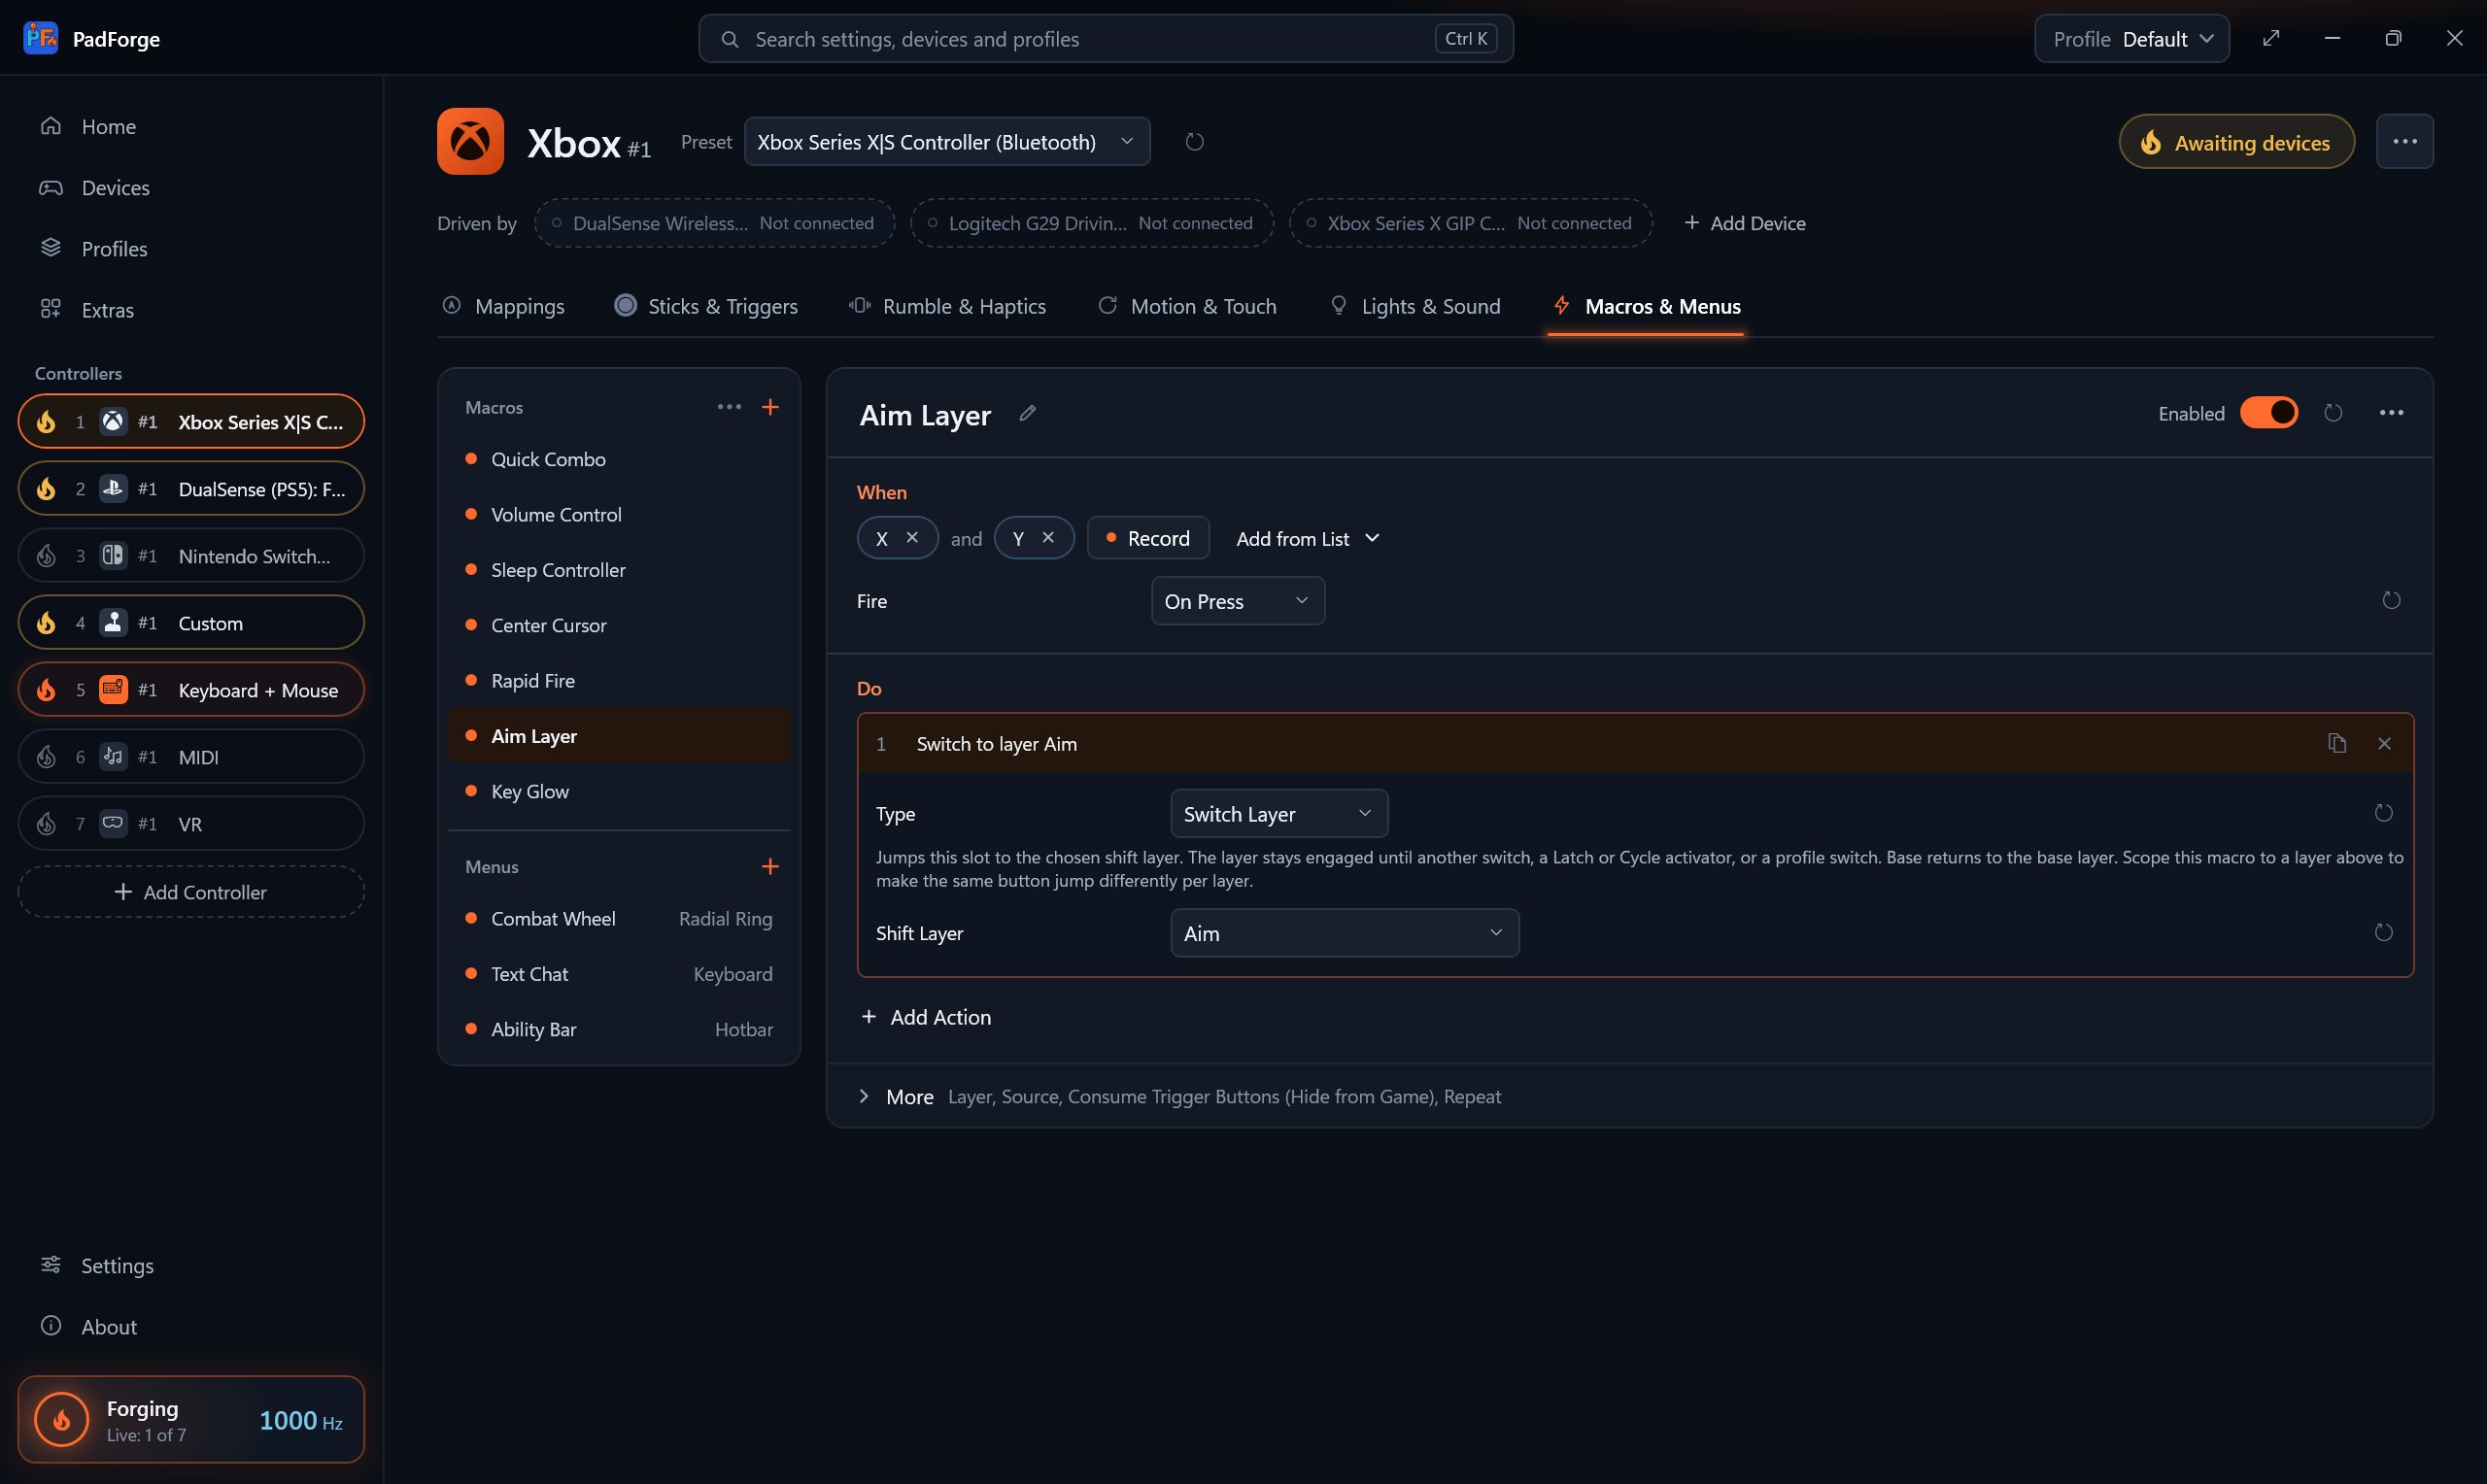 PadForge
Search settings, devices and profiles
Ctrl K
Profile Default
Home
Devices
Profiles
Extras
Controllers
1 #1 Xbox Series X|S C...
2 #1 DualSense (PS5): F...
3 #1 Nintendo Switch...
4 #1 Custom
5 #1 Keyboard + Mouse
6 #1 MIDI
7 #1 VR
+ Add Controller
Settings
About
Forging
Live: 1 of 7
1000 Hz
Xbox #1
Preset
Xbox Series X|S Controller (Bluetooth)
Awaiting devices
Driven by
DualSense Wireless... Not connected
Logitech G29 Drivin... Not connected
Xbox Series X GIP C... Not connected
+ Add Device
Mappings
Sticks & Triggers
Rumble & Haptics
Motion & Touch
Lights & Sound
Macros & Menus
Macros
Quick Combo
Volume Control
Sleep Controller
Center Cursor
Rapid Fire
Aim Layer
Key Glow
Menus
Combat Wheel Radial Ring
Text Chat Keyboard
Ability Bar Hotbar
Aim Layer
Enabled
When
X and Y Record Add from List
Fire On Press
Do
1 Switch to layer Aim
Type Switch Layer
Jumps this slot to the chosen shift layer. The layer stays engaged until another switch, a Latch or Cycle activator, or a profile switch. Base returns to the base layer. Scope this macro to a layer above to
make the same button jump differently per layer.
Shift Layer Aim
+ Add Action
More Layer, Source, Consume Trigger Buttons (Hide from Game), Repeat